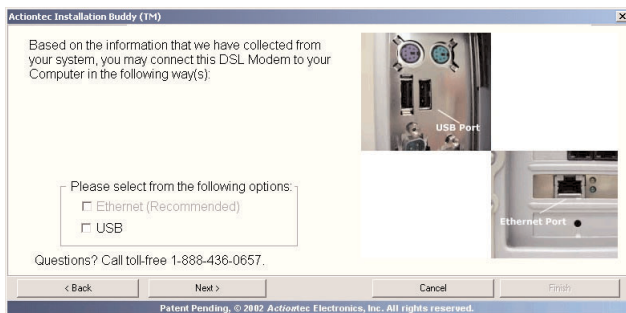 Actiontec Installation Buddy (TM)
Based on the information that we have collected from
your system, you may connect this DSL Modem to your
Computer in the following way(s):
USB Port
Ethernet Port
Please select from the following options:
Ethernet (Recommended)
USB
Questions? Call toll-free 1-888-436-0657.
< Back
Next >
Cancel
Finish
Patent Pending, © 2002 Actiontec Electronics, Inc. All rights reserved.